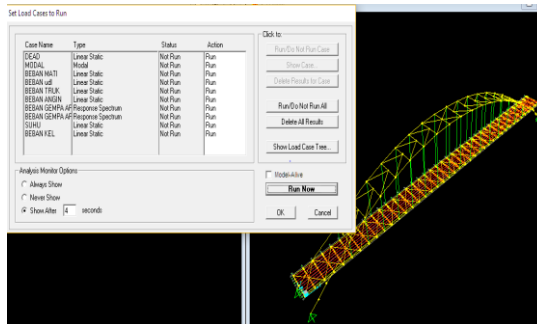 Set Load Cases to Run
Case Name Type Status Action
DEAD Linear Static Not Run Run
MODAL Modal Not Run Run
BEBAN MATI Linear Static Not Run Run
BEBAN udl Linear Static Not Run Run
BEBAN TRUK Linear Static Not Run Run
BEBAN ANGIN Linear Static Not Run Run
BEBAN GEMPA AF Response Spectrum Not Run Run
BEBAN GEMPA AF Response Spectrum Not Run Run
SUHU Linear Static Not Run Run
BEBAN KEL Linear Static Not Run Run
Click to:
Run/Do Not Run Case
Show Case...
Delete Results for Case
Run/Do Not Run All
Delete All Results
Show Load Case Tree...
Analysis Monitor Options
Always Show
Never Show
Show After 4 seconds
Model-Alive
Run Now
OK Cancel